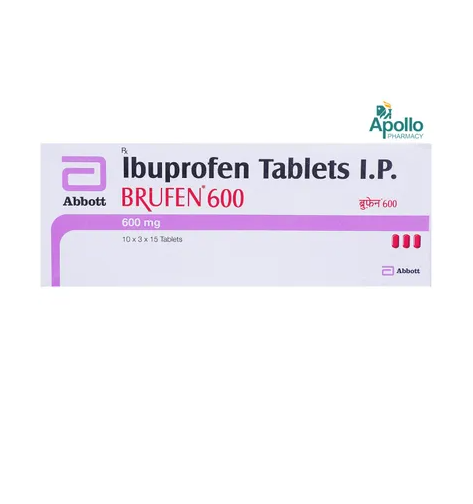 Apollo
PHARMACY
Rx
Ibuprofen Tablets I.P.
Abbott
BRUFEN® 600
ब्रुफ़ेन 600
600 mg
10 x 3 x 15 Tablets
Abbott